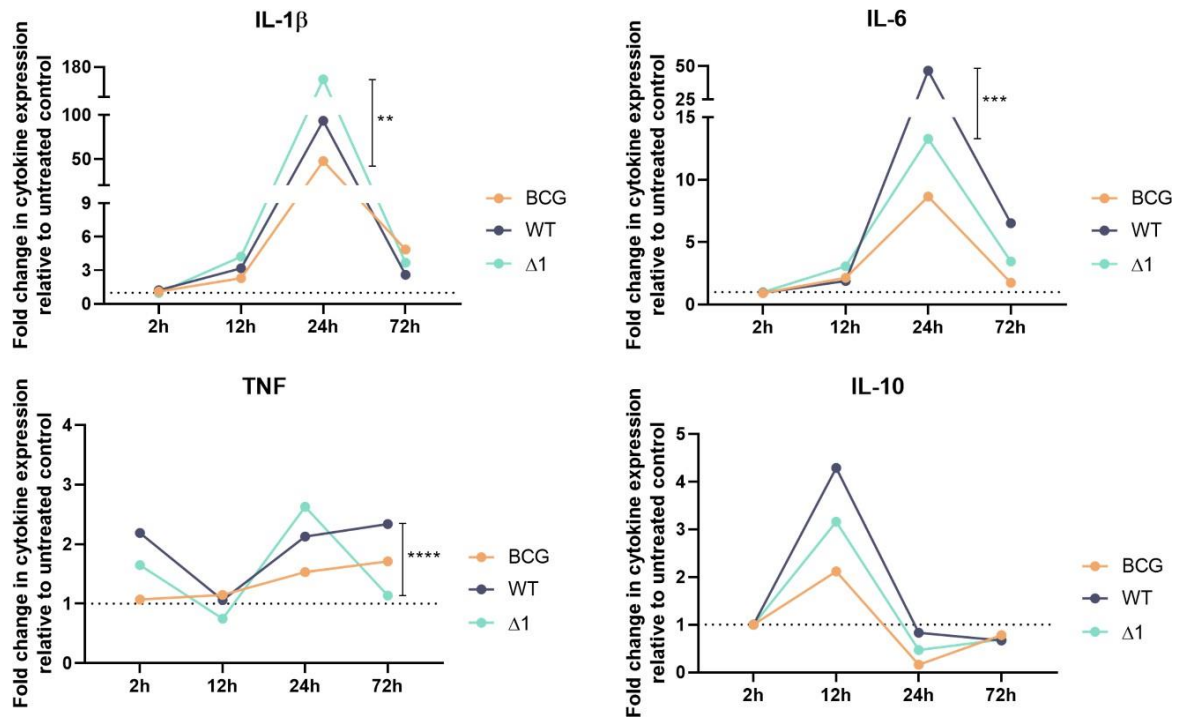 IL-1β
Fold change in cytokine expression
relative to untreated control
180
100
50
9
6
3
0
2h 12h 24h 72h
**
BCG
WT
Δ1
IL-6
Fold change in cytokine expression
relative to untreated control
50
25
15
10
5
0
2h 12h 24h 72h
***
BCG
WT
Δ1
TNF
Fold change in cytokine expression
relative to untreated control
4
3
2
1
0
2h 12h 24h 72h
****
BCG
WT
Δ1
IL-10
Fold change in cytokine expression
relative to untreated control
5
4
3
2
1
0
2h 12h 24h 72h
BCG
WT
Δ1